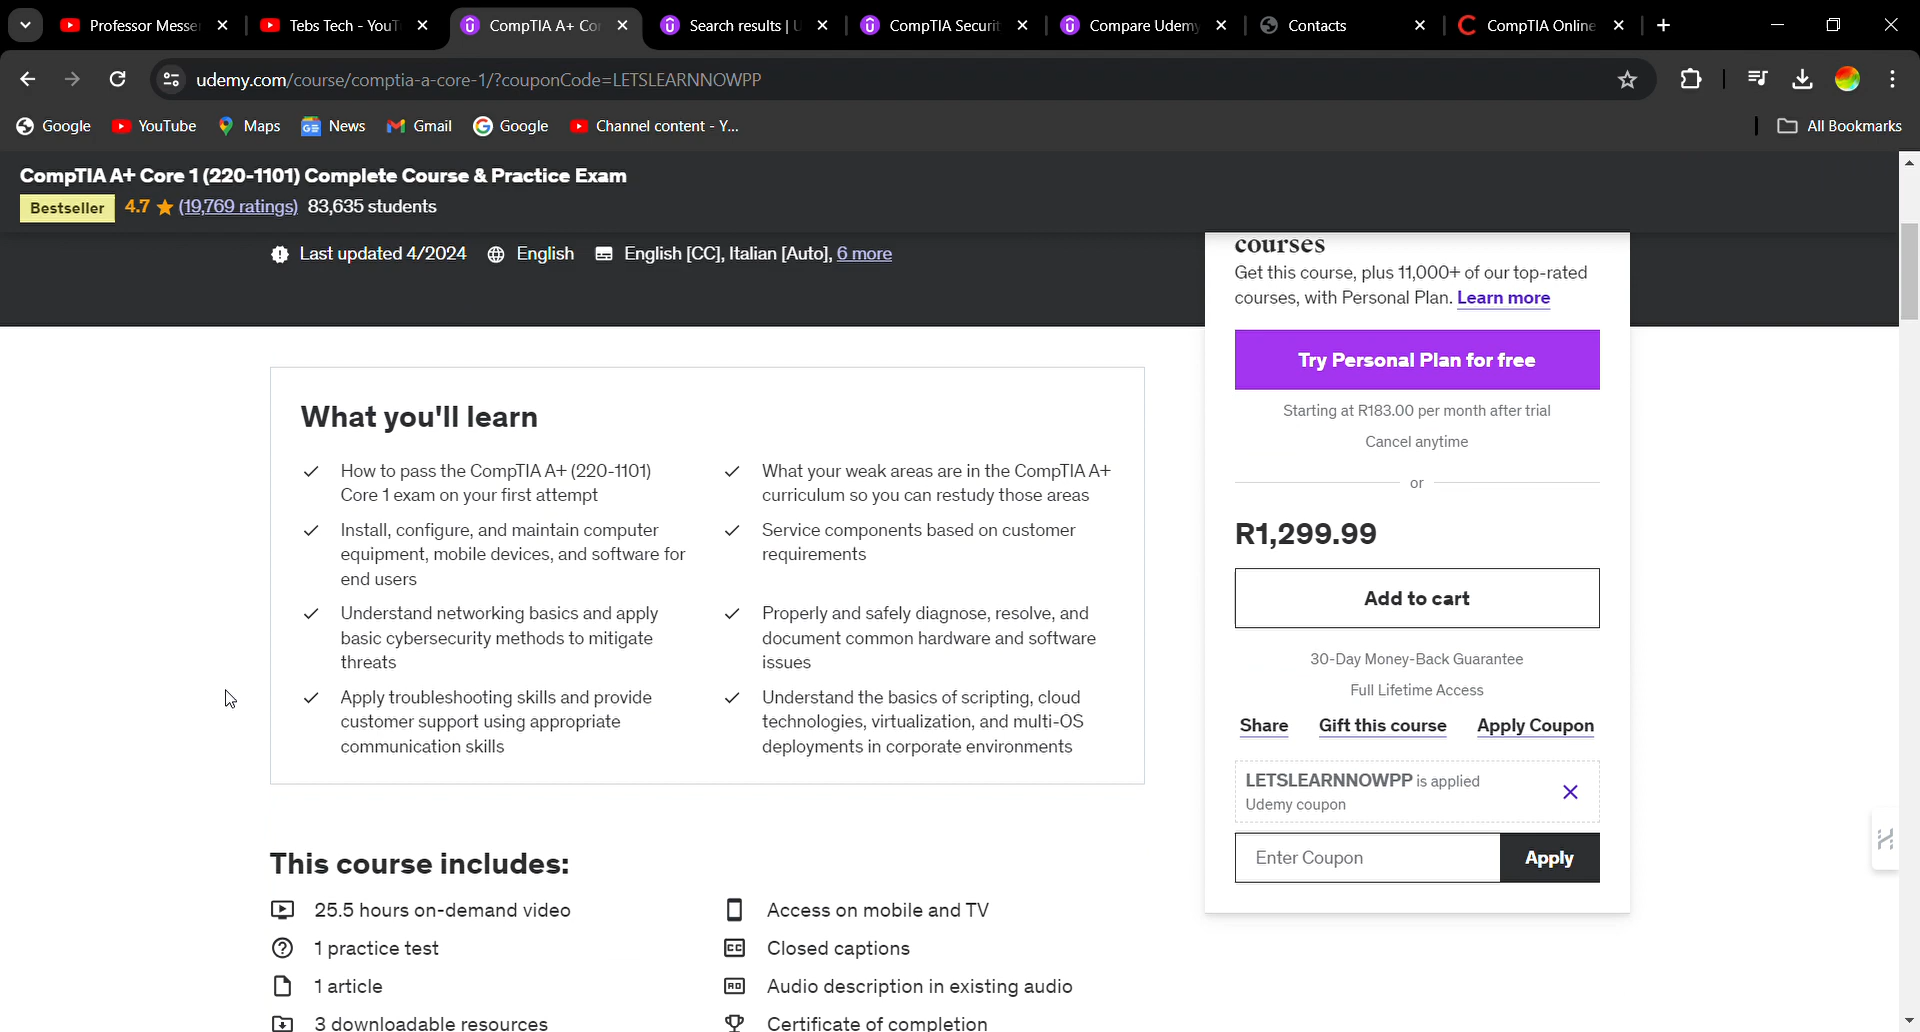 Professor Messe
Tebs Tech - YouT
CompTIA A+ Co
Search results | U
CompTIA Securit
Compare Udemy
Contacts
CompTIA Online
udemy.com/course/comptia-a-core-1/?couponCode=LETSLEARNNOWPP
Google
YouTube
Maps
News
Gmail
Google
Channel content - Y...
All Bookmarks
CompTIA A+ Core 1 (220-1101) Complete Course & Practice Exam
Bestseller 4.7 (19,769 ratings) 83,635 students
Last updated 4/2024 English English [CC], Italian [Auto], 6 more
courses
Get this course, plus 11,000+ of our top-rated
courses, with Personal Plan. Learn more
Try Personal Plan for free
Starting at R183.00 per month after trial
Cancel anytime
or
R1,299.99
Add to cart
30-Day Money-Back Guarantee
Full Lifetime Access
Share Gift this course Apply Coupon
LETSLEARNNOWPP is applied
Udemy coupon
Enter Coupon
Apply
What you'll learn
How to pass the CompTIA A+ (220-1101)
Core 1 exam on your first attempt
What your weak areas are in the CompTIA A+
curriculum so you can restudy those areas
Install, configure, and maintain computer
equipment, mobile devices, and software for
end users
Service components based on customer
requirements
Understand networking basics and apply
basic cybersecurity methods to mitigate
threats
Properly and safely diagnose, resolve, and
document common hardware and software
issues
Apply troubleshooting skills and provide
customer support using appropriate
communication skills
Understand the basics of scripting, cloud
technologies, virtualization, and multi-OS
deployments in corporate environments
This course includes:
25.5 hours on-demand video
Access on mobile and TV
1 practice test
Closed captions
1 article
Audio description in existing audio
3 downloadable resources
Certificate of completion